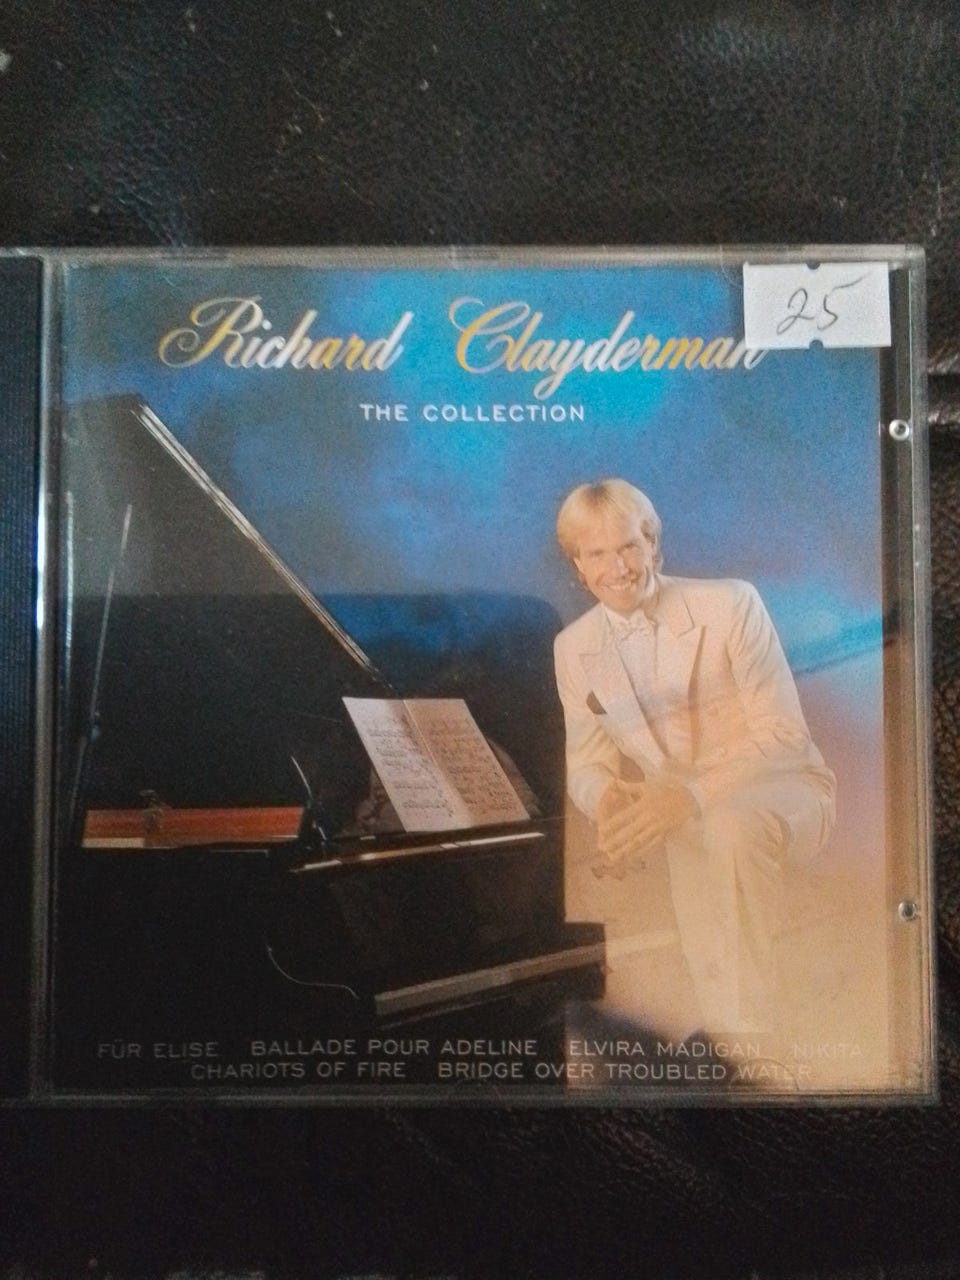 25
Richard Clayderman
THE COLLECTION
FÜR ELISE BALLADE POUR ADELINE ELVIRA MADIGAN NIKITA
CHARIOTS OF FIRE BRIDGE OVER TROUBLED WATER